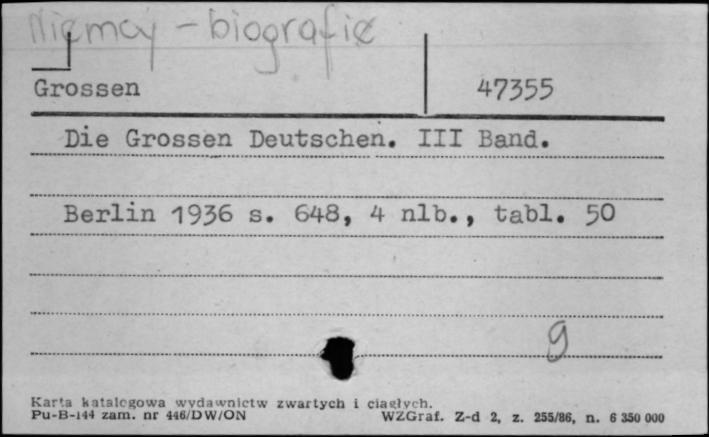 Niemcy - biografie
Grossen 47355
Die Grossen Deutschen. III Band.
Berlin 1936 s. 648, 4 nlb., tabl. 50
9
Karta katalogowa wydawnictw zwartych i ciągłych.
Pu-B-144 zam. nr 446/DW/ON WZGraf. Z-d 2, z. 255/86, n. 6 350 000